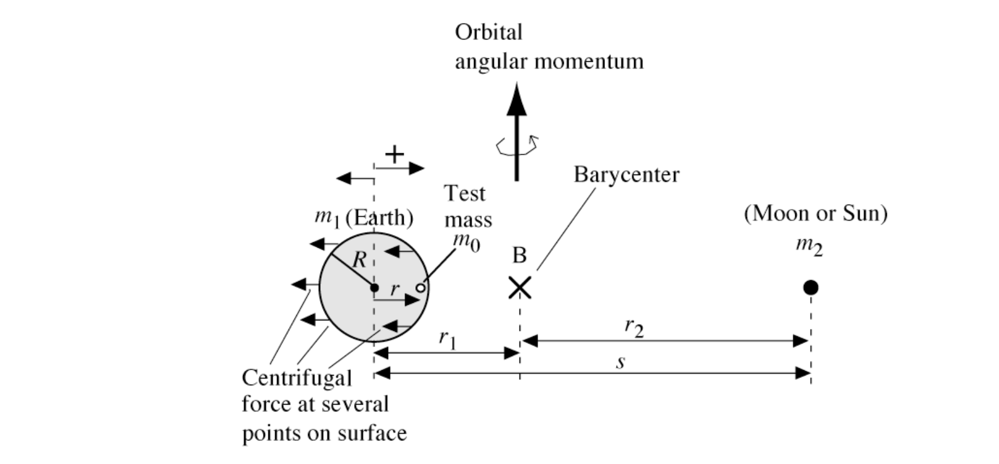 Orbital
angular momentum
+
Barycenter
Test
mass
m0
m1 (Earth)
(Moon or Sun)
m2
B
R
r
r1
r2
s
Centrifugal
force at several
points on surface